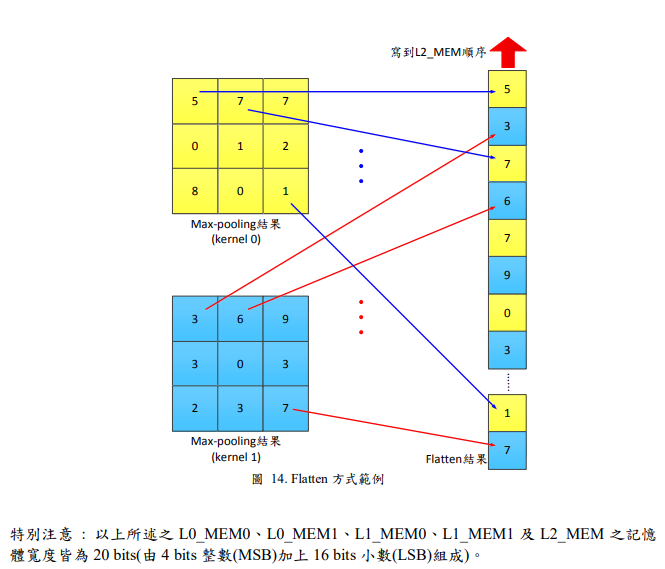 寫到L2_MEM順序
5 7 7
0 1 2
8 0 1
Max-pooling結果
(kernel 0)
3 6 9
3 0 3
2 3 7
Max-pooling結果
(kernel 1)
5
3
7
6
7
9
0
3
1
7
Flatten結果
圖 14. Flatten 方式範例
特別注意：以上所述之 L0_MEM0、L0_MEM1、L1_MEM0、L1_MEM1 及 L2_MEM 之記憶
體寬度皆為 20 bits(由 4 bits 整數(MSB)加上 16 bits 小數(LSB)組成)。